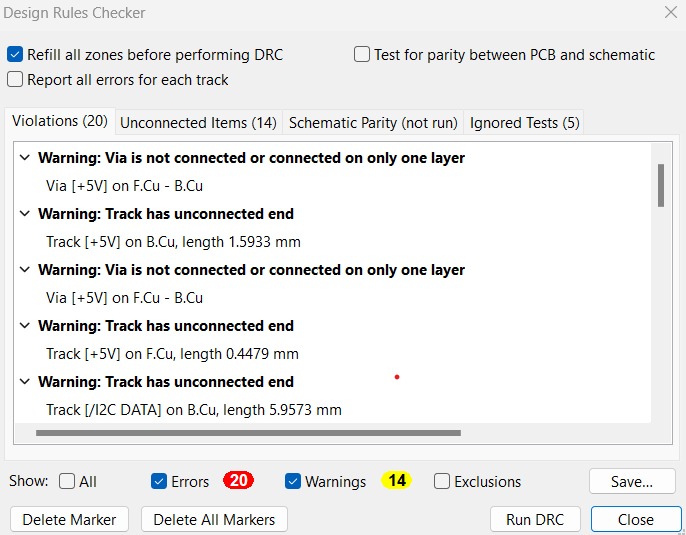 Design Rules Checker
Refill all zones before performing DRC
Test for parity between PCB and schematic
Report all errors for each track
Violations (20) Unconnected Items (14) Schematic Parity (not run) Ignored Tests (5)
Warning: Via is not connected or connected on only one layer
Via [+5V] on F.Cu - B.Cu
Warning: Track has unconnected end
Track [+5V] on B.Cu, length 1.5933 mm
Warning: Via is not connected or connected on only one layer
Via [+5V] on F.Cu - B.Cu
Warning: Track has unconnected end
Track [+5V] on F.Cu, length 0.4479 mm
Warning: Track has unconnected end
Track [/I2C DATA] on B.Cu, length 5.9573 mm
Show: All Errors 20 Warnings 14 Exclusions Save...
Delete Marker Delete All Markers Run DRC Close